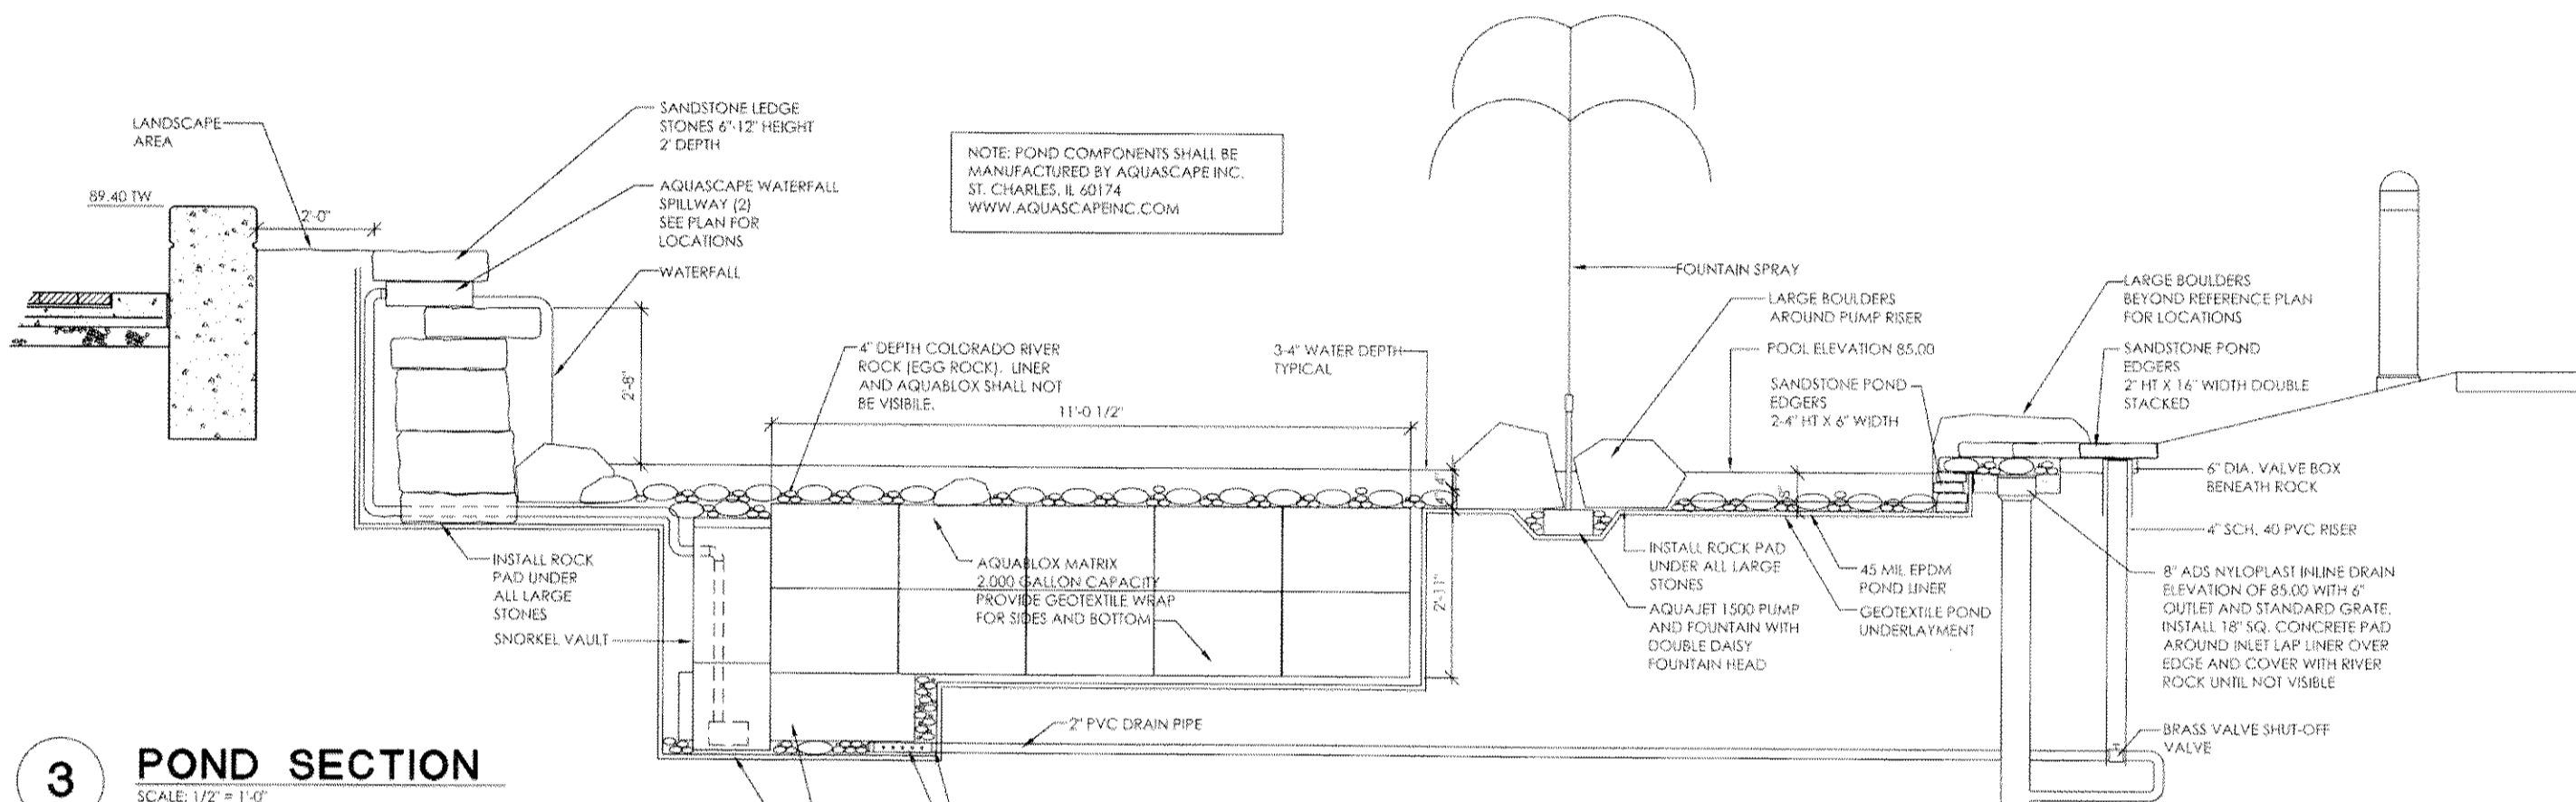 LANDSCAPE
AREA
89.40 TW
2'-0"
SANDSTONE LEDGE
STONES 6"-12" HEIGHT
2' DEPTH
AQUASCAPE WATERFALL
SPILLWAY (2)
SEE PLAN FOR
LOCATIONS
WATERFALL
2'-8"
NOTE: POND COMPONENTS SHALL BE
MANUFACTURED BY AQUASCAPE INC.
ST. CHARLES, IL 60174
WWW.AQUASCAPEINC.COM
4" DEPTH COLORADO RIVER
ROCK (EGG ROCK). LINER
AND AQUABLOX SHALL NOT
BE VISIBILE.
11'-0 1/2"
3-4" WATER DEPTH
TYPICAL
FOUNTAIN SPRAY
LARGE BOULDERS
AROUND PUMP RISER
POOL ELEVATION 85.00
SANDSTONE POND
EDGERS
2-4" HT X 6" WIDTH
LARGE BOULDERS
BEYOND REFERENCE PLAN
FOR LOCATIONS
SANDSTONE POND
EDGERS
2" HT X 16" WIDTH DOUBLE
STACKED
6" DIA. VALVE BOX
BENEATH ROCK
4" SCH. 40 PVC RISER
8" ADS NYLOPLAST INLINE DRAIN
ELEVATION OF 85.00 WITH 6"
OUTLET AND STANDARD GRATE.
INSTALL 18" SQ. CONCRETE PAD
AROUND INLET LAP LINER OVER
EDGE AND COVER WITH RIVER
ROCK UNTIL NOT VISIBLE
BRASS VALVE SHUT-OFF
VALVE
4"
4"
2'-11"
INSTALL ROCK
PAD UNDER
ALL LARGE
STONES
SNORKEL VAULT
AQUABLOX MATRIX
2,000 GALLON CAPACITY
PROVIDE GEOTEXTILE WRAP
FOR SIDES AND BOTTOM
INSTALL ROCK PAD
UNDER ALL LARGE
STONES
AQUAJET 1500 PUMP
AND FOUNTAIN WITH
DOUBLE DAISY
FOUNTAIN HEAD
45 MIL EPDM
POND LINER
GEOTEXTILE POND
UNDERLAYMENT
2" PVC DRAIN PIPE
3
POND SECTION
SCALE: 1/2" = 1'-0"